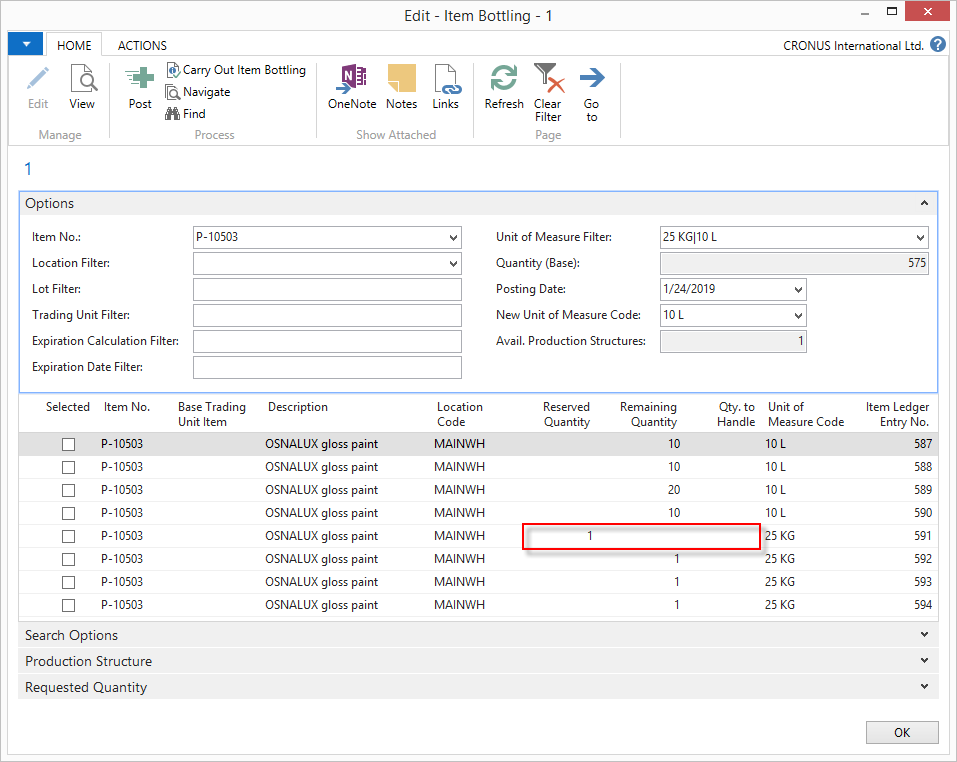 Edit - Item Bottling - 1
HOME ACTIONS CRONUS International Ltd. ?
Edit View Post Carry Out Item Bottling Navigate Find OneNote Notes Links Refresh Clear Filter Go to
Manage Process Show Attached Page
1
Options
Item No.: P-10503 Unit of Measure Filter: 25 KG|10 L
Location Filter: Quantity (Base): 575
Lot Filter: Posting Date: 1/24/2019
Trading Unit Filter: New Unit of Measure Code: 10 L
Expiration Calculation Filter: Avail. Production Structures: 1
Expiration Date Filter:
Selected Item No. Base Trading Unit Item Description Location Code Reserved Quantity Remaining Quantity Qty. to Handle Unit of Measure Code Item Ledger Entry No.
P-10503 OSNALUX gloss paint MAINWH 10 10 L 587
P-10503 OSNALUX gloss paint MAINWH 10 10 L 588
P-10503 OSNALUX gloss paint MAINWH 20 10 L 589
P-10503 OSNALUX gloss paint MAINWH 10 10 L 590
P-10503 OSNALUX gloss paint MAINWH 1 25 KG 591
P-10503 OSNALUX gloss paint MAINWH 1 25 KG 592
P-10503 OSNALUX gloss paint MAINWH 1 25 KG 593
P-10503 OSNALUX gloss paint MAINWH 1 25 KG 594
Search Options
Production Structure
Requested Quantity
OK